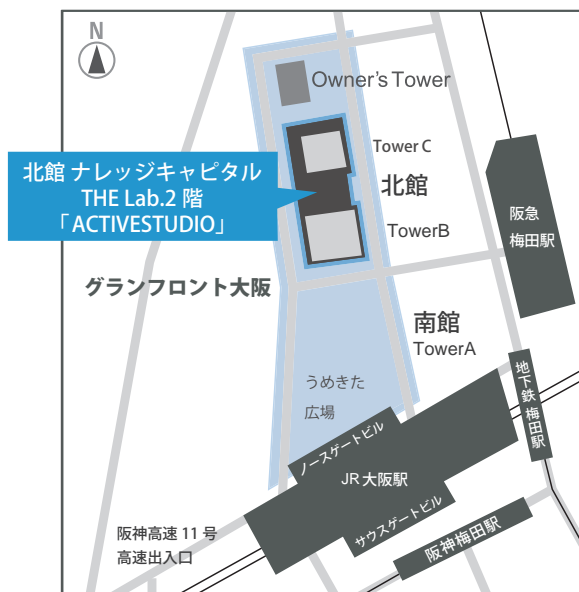 N
Owner's Tower
Tower C
北館 ナレッジキャピタル
THE Lab.2 階
「ACTIVESTUDIO」
北館
TowerB
阪急
梅田駅
グランフロント大阪
南館
TowerA
うめきた
広場
地下鉄 梅田駅
ノースゲートビル
JR 大阪駅
サウスゲートビル
阪神梅田駅
阪神高速 11 号
高速出入口